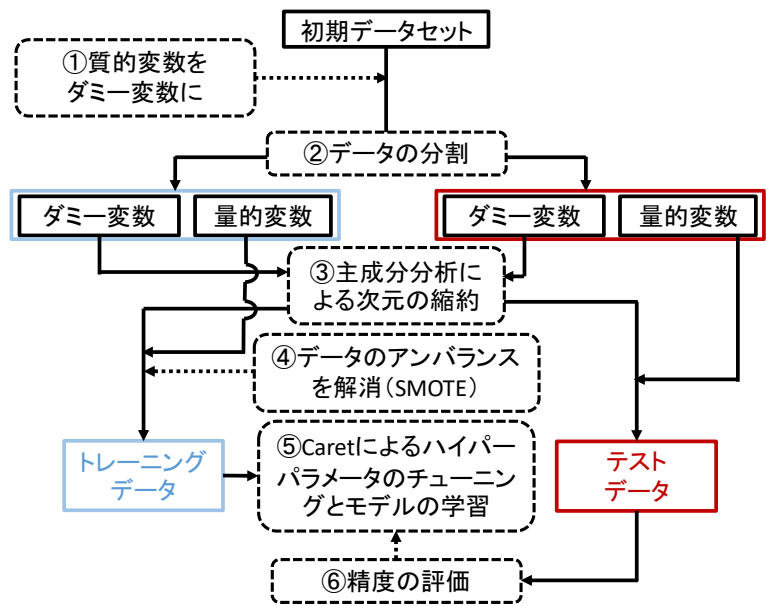 初期データセット
①質的変数を
ダミー変数に
②データの分割
ダミー変数
量的変数
ダミー変数
量的変数
③主成分分析に
よる次元の縮約
④データのアンバランス
を解消（SMOTE）
トレーニング
データ
⑤Caretによるハイパー
パラメータのチューニン
グとモデルの学習
テスト
データ
⑥精度の評価